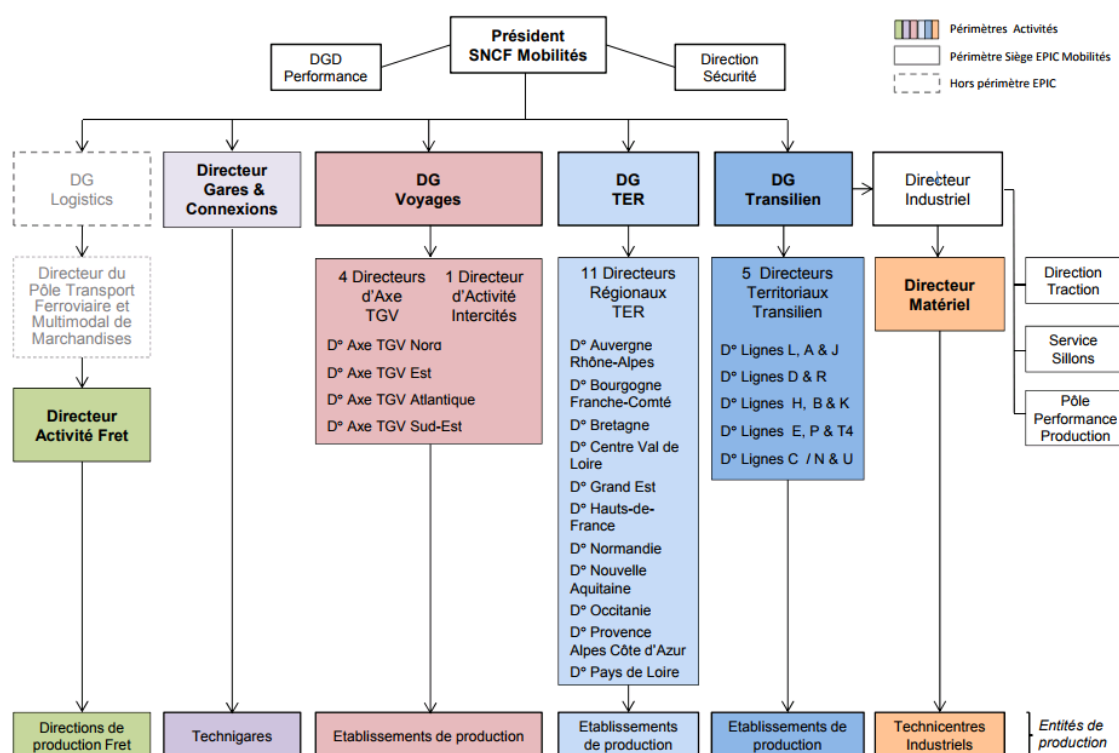 Président
SNCF Mobilités
DGD
Performance
Direction
Sécurité
Périmètres Activités
Périmètre Siège EPIC Mobilités
Hors périmètre EPIC
DG
Logistics
Directeur
Gares &
Connexions
DG
Voyages
DG
TER
DG
Transilien
Directeur
Industriel
Directeur du
Pôle Transport
Ferroviaire et
Multimodal de
Marchandises
Directeur
Activité Fret
4 Directeurs
d'Axe
TGV
1 Directeur
d'Activité
Intercités
D° Axe TGV Nord
D° Axe TGV Est
D° Axe TGV Atlantique
D° Axe TGV Sud-Est
11 Directeurs
Régionaux
TER
D° Auvergne
Rhône-Alpes
D° Bourgogne
Franche-Comté
D° Bretagne
D° Centre Val de
Loire
D° Grand Est
D° Hauts-de-
France
D° Normandie
D° Nouvelle
Aquitaine
D° Occitanie
D° Provence
Alpes Côte d'Azur
D° Pays de Loire
5 Directeurs
Territoriaux
Transilien
D° Lignes L, A & J
D° Lignes D & R
D° Lignes H, B & K
D° Lignes E, P & T4
D° Lignes C / N & U
Directeur
Matériel
Direction
Traction
Service
Sillons
Pôle
Performance
Production
Directions de
production Fret
Technigares
Etablissements de production
Etablissements
de production
Etablissements de
production
Technicentres
Industriels
Entités de
production